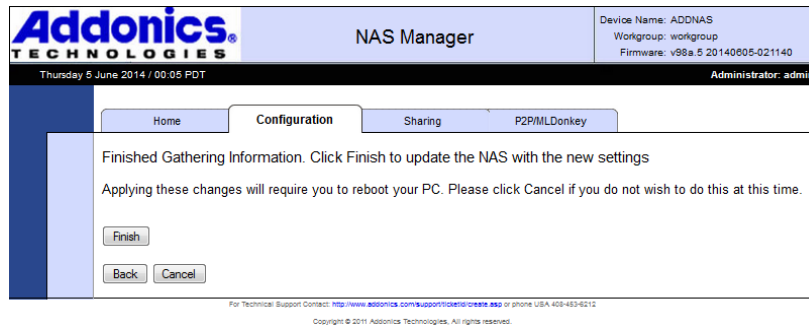 Addonics®
TECHNOLOGIES
NAS Manager
Device Name: ADDNAS
Workgroup: workgroup
Firmware: v98a.5 20140605-021140
Thursday 5 June 2014 / 00:05 PDT
Administrator: admi
Home
Configuration
Sharing
P2P/MLDonkey
Finished Gathering Information. Click Finish to update the NAS with the new settings
Applying these changes will require you to reboot your PC. Please click Cancel if you do not wish to do this at this time.
Finish
Back
Cancel
For Technical Support Contact: http://www.addonics.com/support/ticketid/create.asp or phone USA 408-453-6212
Copyright © 2011 Addonics Technologies, All rights reserved.